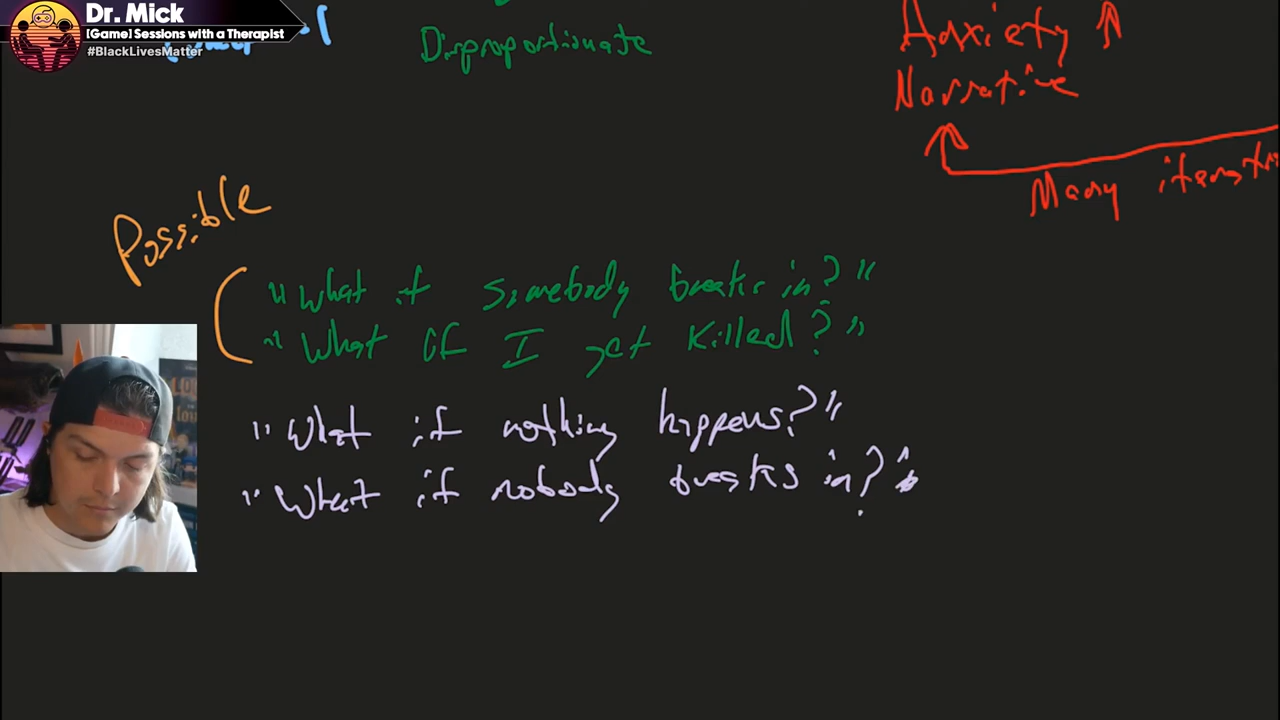 Dr. Mick
[Game] Sessions with a Therapist
#BlackLivesMatter
Disproportionate
Anxiety
Narrative
Many
Possible
"What if somebody breaks in?"
"What If I get killed?"
"What if nothing happens?"
"What if nobody breaks in?"